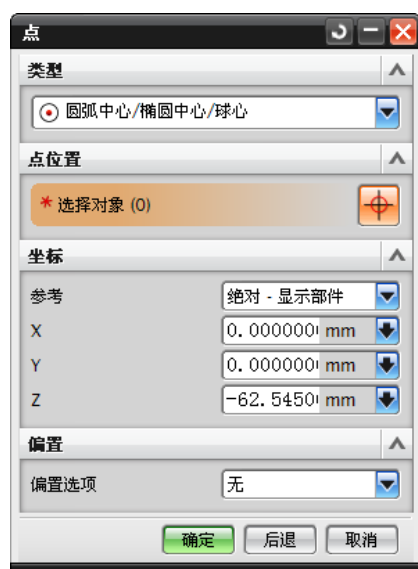 点
类型
圆弧中心/椭圆中心/球心
点位置
* 选择对象 (0)
坐标
参考 绝对 - 显示部件
X 0.000000 mm
Y 0.000000 mm
Z -62.5450 mm
偏置
偏置选项 无
确定 后退 取消